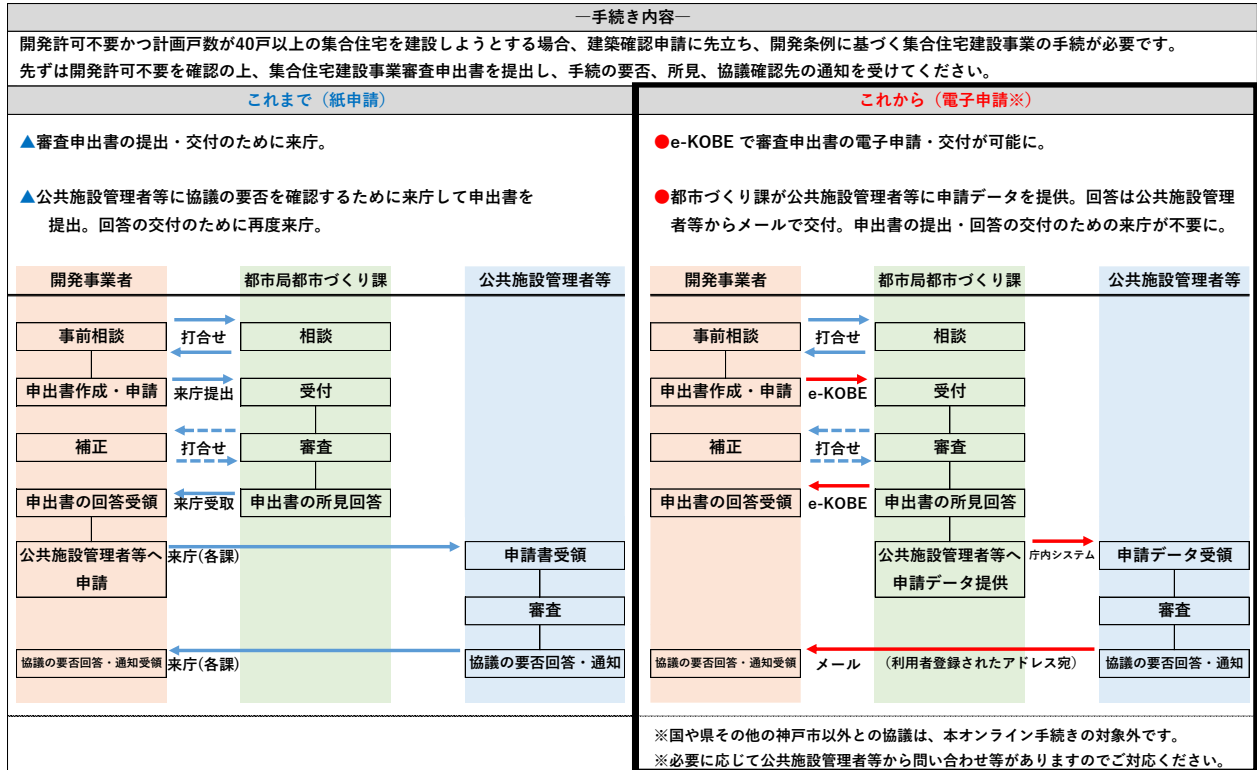 ―手続き内容―
開発許可不要かつ計画戸数が40戸以上の集合住宅を建設しようとする場合、建築確認申請に先立ち、開発条例に基づく集合住宅建設事業の手続が必要です。
先ずは開発許可不要を確認の上、集合住宅建設事業審査申出書を提出し、手続の要否、所見、協議確認先の通知を受けてください。
これまで（紙申請）
▲審査申出書の提出・交付のために来庁。
▲公共施設管理者等に協議の要否を確認するために来庁して申出書を
提出。回答の交付のために再度来庁。
開発事業者
都市局都市づくり課
公共施設管理者等
事前相談
打合せ
相談
申出書作成・申請
来庁提出
受付
補正
打合せ
審査
申出書の回答受領
来庁受取
申出書の所見回答
公共施設管理者等へ
申請
来庁(各課)
申請書受領
審査
協議の要否回答・通知受領
来庁(各課)
協議の要否回答・通知
これから（電子申請※）
●e-KOBE で審査申出書の電子申請・交付が可能に。
●都市づくり課が公共施設管理者等に申請データを提供。回答は公共施設管理
者等からメールで交付。申出書の提出・回答の交付のための来庁が不要に。
開発事業者
都市局都市づくり課
公共施設管理者等
事前相談
打合せ
相談
申出書作成・申請
e-KOBE
受付
補正
打合せ
審査
申出書の回答受領
e-KOBE
申出書の所見回答
公共施設管理者等へ
申請データ提供
庁内システム
申請データ受領
審査
協議の要否回答・通知受領
メール
（利用者登録されたアドレス宛）
協議の要否回答・通知
※国や県その他の神戸市以外との協議は、本オンライン手続きの対象外です。
※必要に応じて公共施設管理者等から問い合わせ等がありますのでご対応ください。